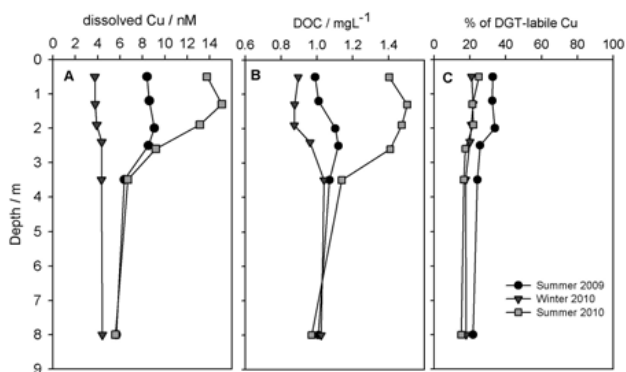 dissolved Cu / nM
DOC / mgL⁻¹
% of DGT-labile Cu
0 2 4 6 8 10 12 14
0.6 0.8 1.0 1.2 1.4 1.6
0 20 40 60 80 100
A
B
C
Depth / m
0
1
2
3
4
5
6
7
8
9
Summer 2009
Winter 2010
Summer 2010